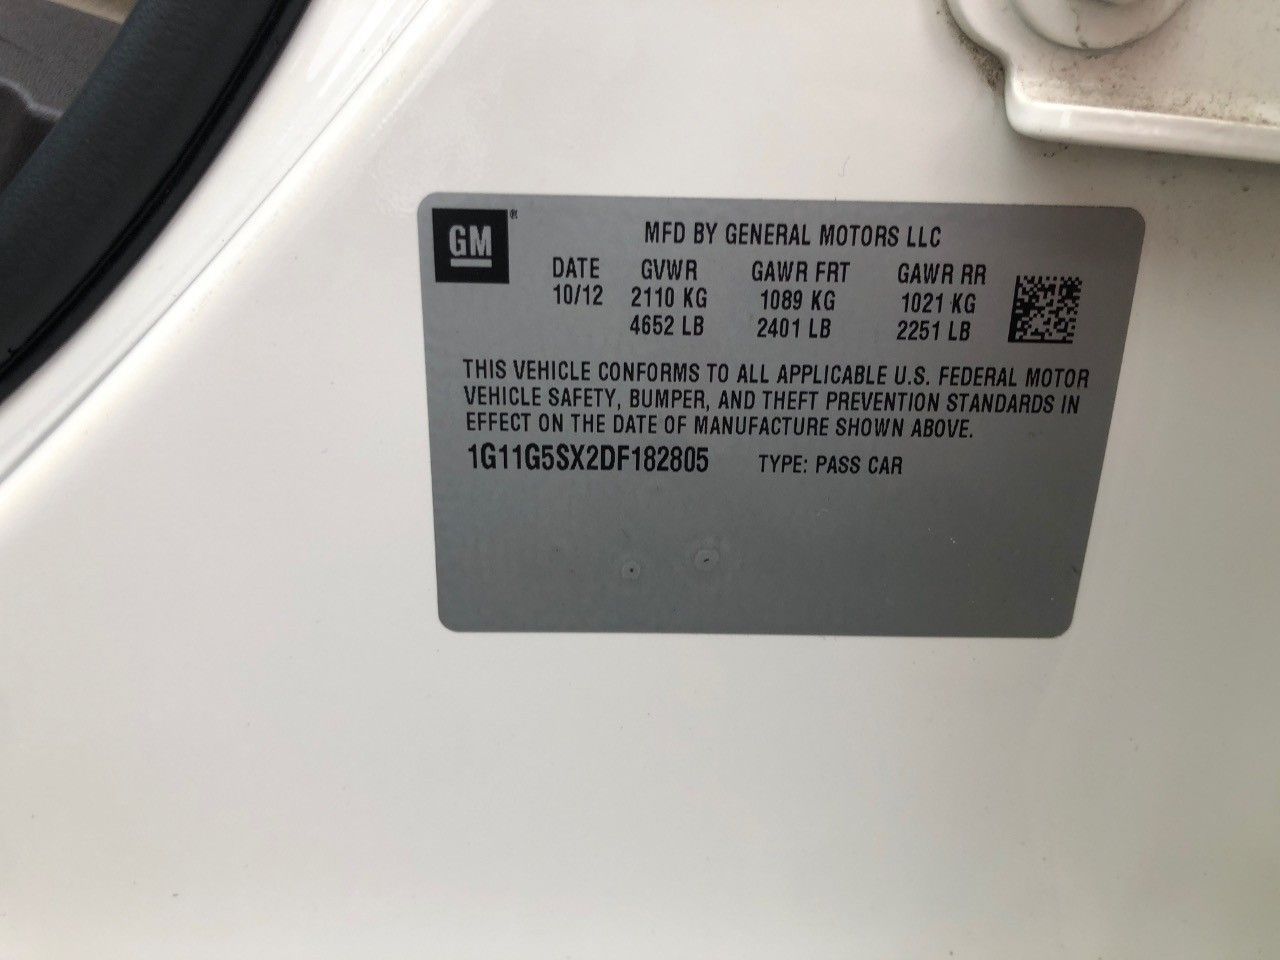 GM®
MFD BY GENERAL MOTORS LLC
DATE GVWR GAWR FRT GAWR RR
10/12 2110 KG 1089 KG 1021 KG
4652 LB 2401 LB 2251 LB
THIS VEHICLE CONFORMS TO ALL APPLICABLE U.S. FEDERAL MOTOR
VEHICLE SAFETY, BUMPER, AND THEFT PREVENTION STANDARDS IN
EFFECT ON THE DATE OF MANUFACTURE SHOWN ABOVE.
1G11G5SX2DF182805 TYPE: PASS CAR